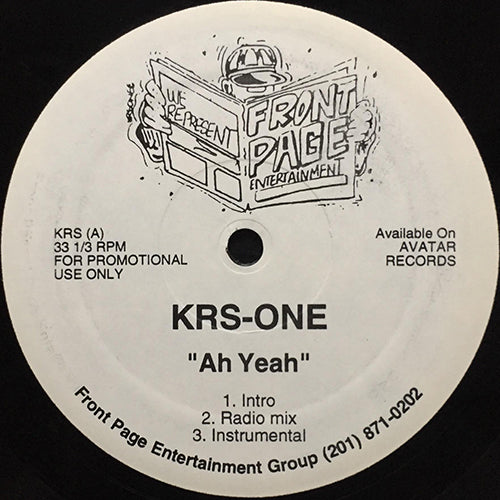 WE
REPRESENT
FRONT
PAGE
ENTERTAINMENT
KRS (A)
33 1/3 RPM
FOR PROMOTIONAL
USE ONLY
Available On
AVATAR
RECORDS
KRS-ONE
"Ah Yeah"
1. Intro
2. Radio mix
3. Instrumental
Front Page Entertainment Group (201) 871-0202